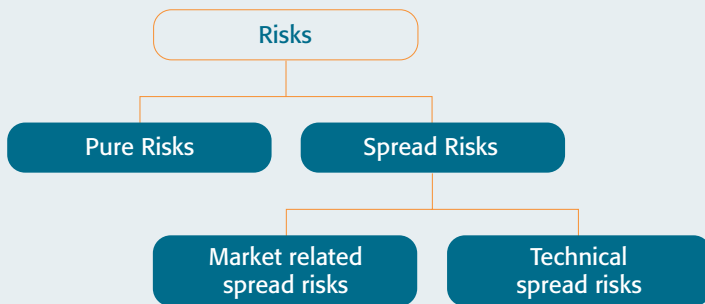 Risks
Pure Risks
Spread Risks
Market related
spread risks
Technical
spread risks